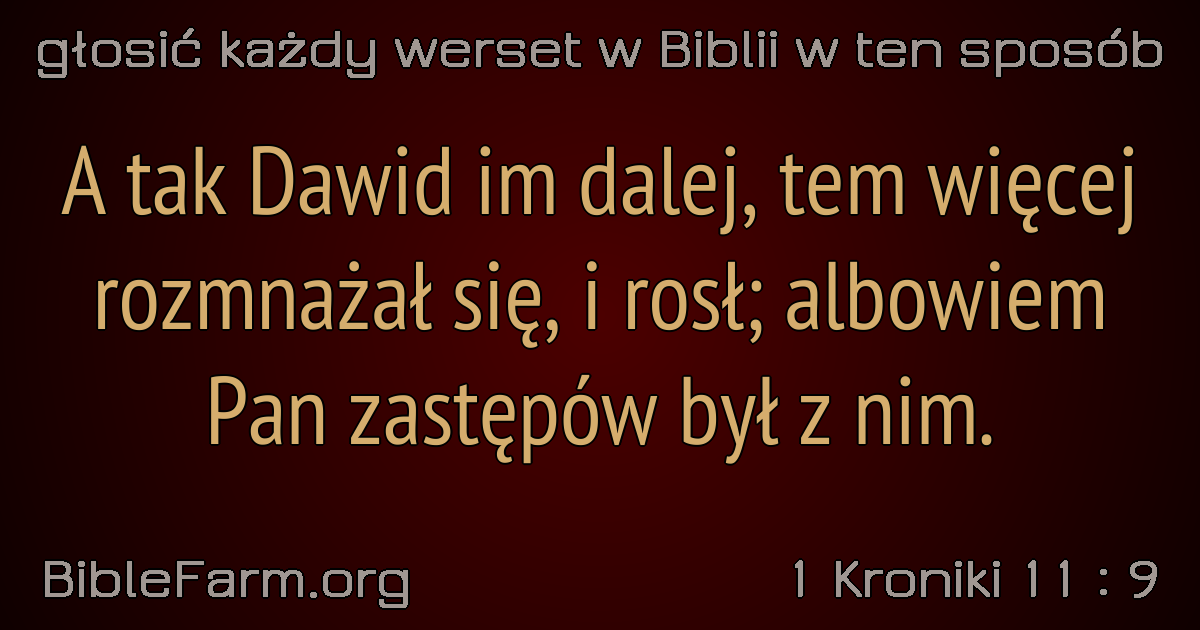 głosić każdy werset w Biblii w ten sposób
A tak Dawid im dalej, tem więcej
rozmnażał się, i rosł; albowiem
Pan zastępów był z nim.
BibleFarm.org
1 Kroniki 11 : 9